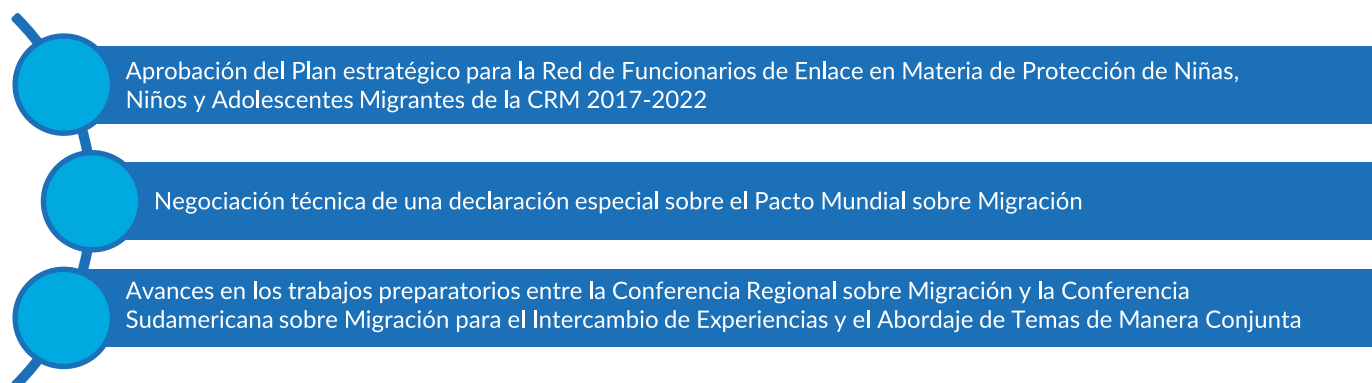 Aprobación del Plan estratégico para la Red de Funcionarios de Enlace en Materia de Protección de Niñas,
Niños y Adolescentes Migrantes de la CRM 2017-2022
Negociación técnica de una declaración especial sobre el Pacto Mundial sobre Migración
Avances en los trabajos preparatorios entre la Conferencia Regional sobre Migración y la Conferencia
Sudamericana sobre Migración para el Intercambio de Experiencias y el Abordaje de Temas de Manera Conjunta